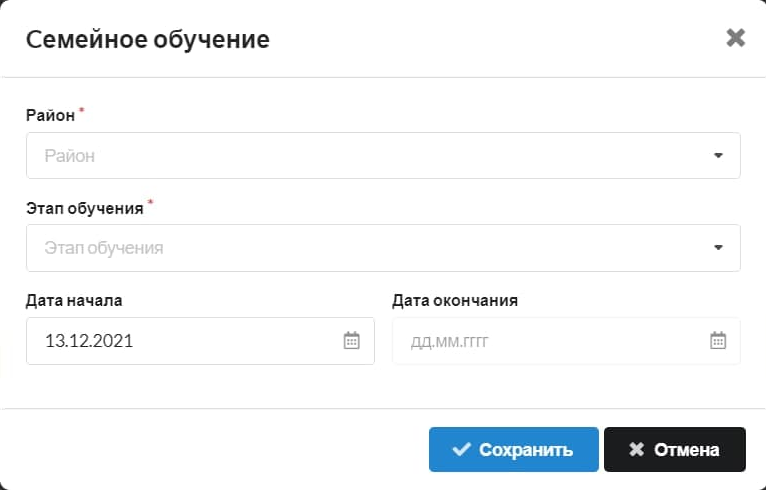 Семейное обучение
Район *
Район
Этап обучения *
Этап обучения
Дата начала Дата окончания
13.12.2021 дд.мм.гггг
Сохранить Отмена